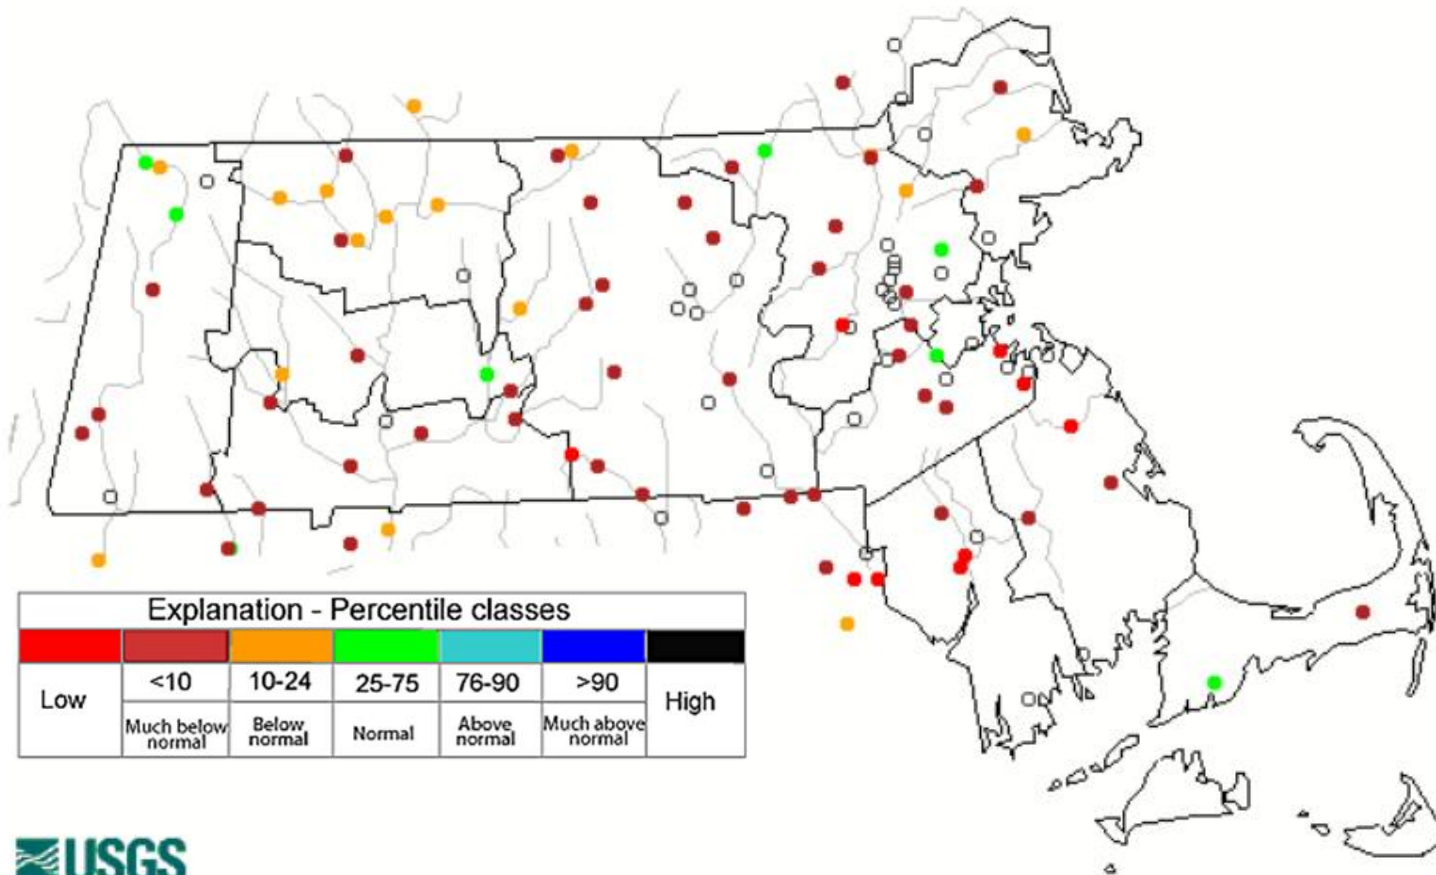 Explanation - Percentile classes
Low
<10
10-24
25-75
76-90
>90
High
Much below
normal
Below
normal
Normal
Above
normal
Much above
normal
USGS